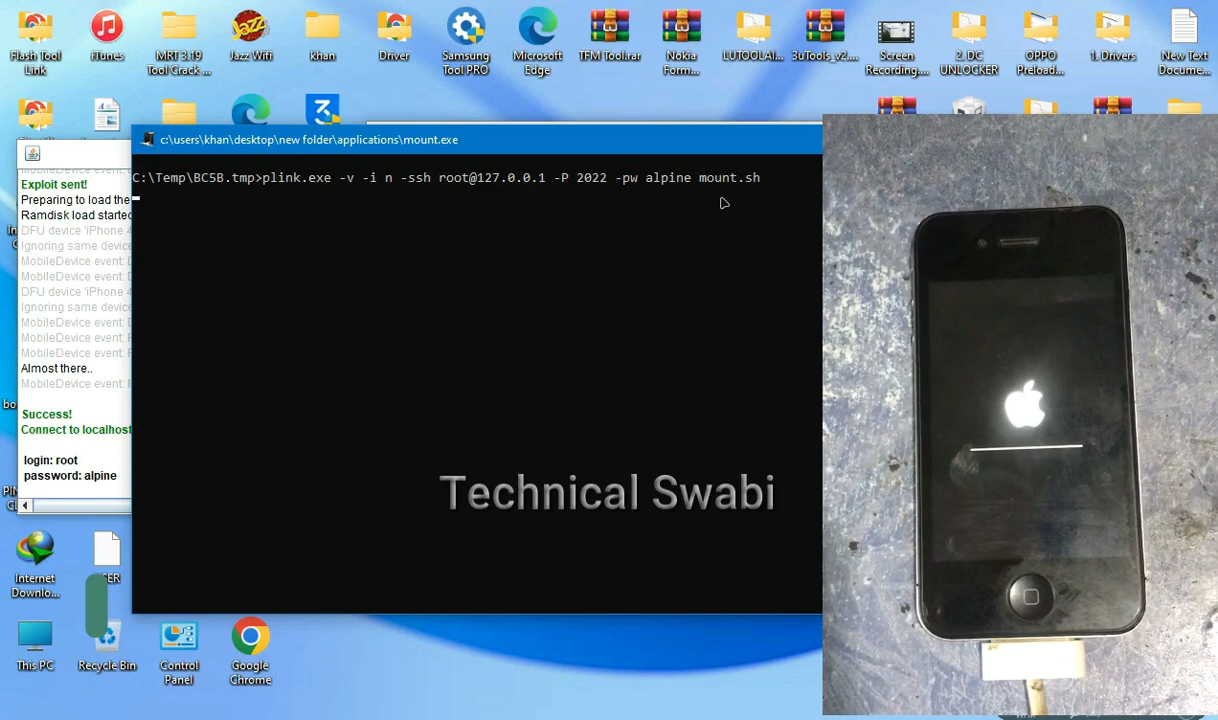 Flash Tool
Link
iTunes
MRT 3.19
Tool Crack ...
Jazz Wifi
khan
Driver
Samsung
Tool PRO
Microsoft
Edge
TFM Tool.rar
Nokia
Form...
LUTOOLAI...
3uTools_v2....
Screen
Recording....
2. DC
UNLOCKER
OPPO
Preload...
1. Drivers
New Text
Docume...
c:\users\khan\desktop\new folder\applications\mount.exe
C:\Temp\BC5B.tmp>plink.exe -v -i n -ssh root@127.0.0.1 -P 2022 -pw alpine mount.sh
Exploit sent!
Preparing to load the
Ramdisk load started
DFU device 'iPhone 4
Ignoring same device
MobileDevice event:
MobileDevice event:
DFU device 'iPhone 4
Ignoring same device
MobileDevice event:
MobileDevice event:
MobileDevice event:
Almost there..
MobileDevice event:
Success!
Connect to localhost
login: root
password: alpine
Technical Swabi
Internet
Downlo...
This PC
Recycle Bin
Control
Panel
Google
Chrome